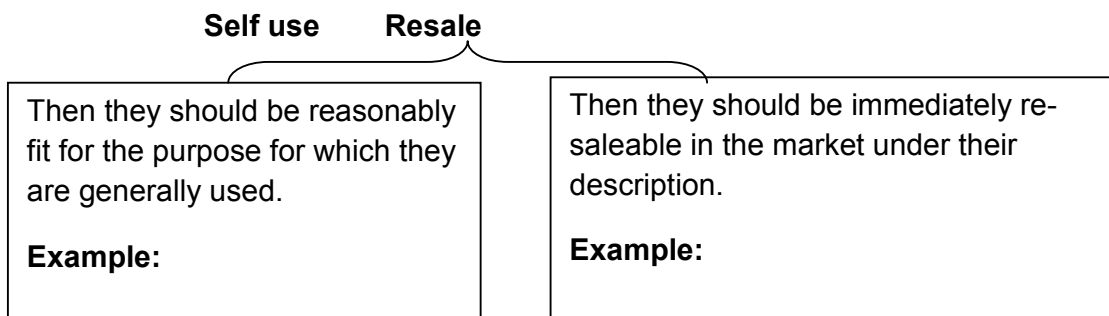 Self use Resale
Then they should be reasonably
fit for the purpose for which they
are generally used.
Example:
Then they should be immediately re-
saleable in the market under their
description.
Example: